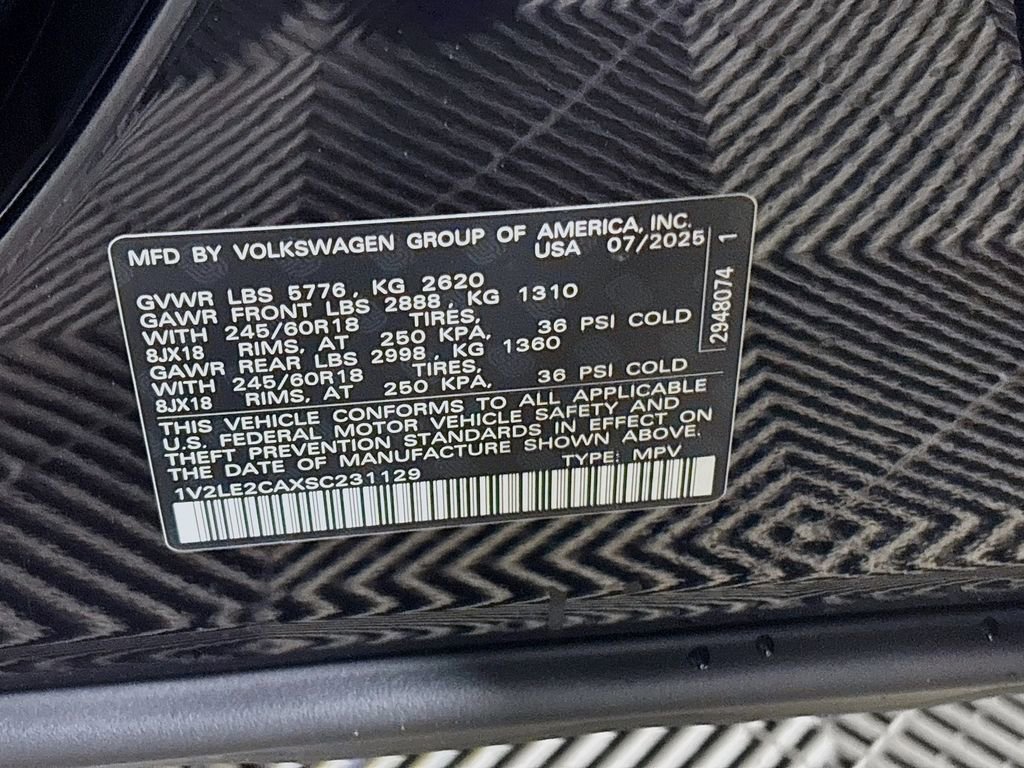 MFD BY VOLKSWAGEN GROUP OF AMERICA, INC.
USA 07/2025
GVWR LBS 5776, KG 2620
GAWR FRONT LBS 2888, KG 1310
WITH 245/60R18 TIRES,
8JX18 RIMS, AT 250 KPA, 36 PSI COLD
GAWR REAR LBS 2998, KG 1360
WITH 245/60R18 TIRES,
8JX18 RIMS, AT 250 KPA, 36 PSI COLD
THIS VEHICLE CONFORMS TO ALL APPLICABLE
U.S. FEDERAL MOTOR VEHICLE SAFETY AND
THEFT PREVENTION STANDARDS IN EFFECT ON
THE DATE OF MANUFACTURE SHOWN ABOVE.
1V2LE2CAXSC231129 TYPE: MPV
2948074 1